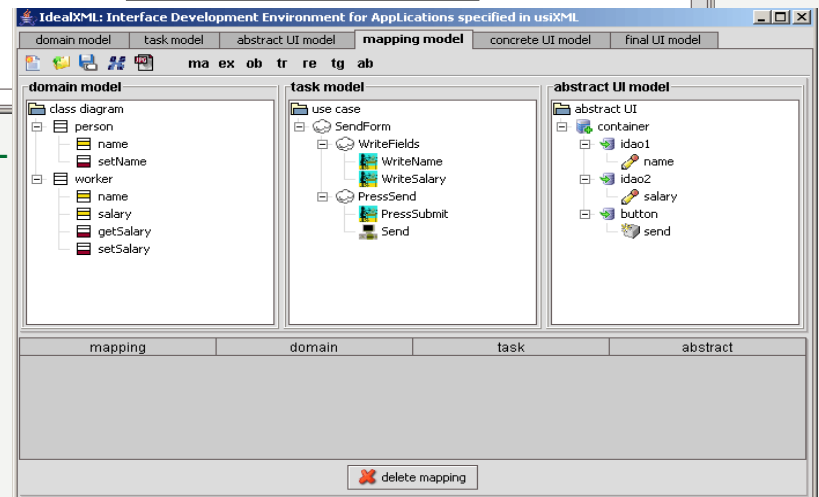 IdealXML: Interface Development Environment for AppLications specified in usiXML
domain model task model abstract UI model mapping model concrete UI model final UI model
ma ex ob tr re tg ab
domain model
class diagram
person
name
setName
worker
name
salary
getSalary
setSalary
task model
use case
SendForm
WriteFields
WriteName
WriteSalary
PressSend
PressSubmit
Send
abstract UI model
abstract UI
container
idao1
name
idao2
salary
button
send
mapping domain task abstract
delete mapping